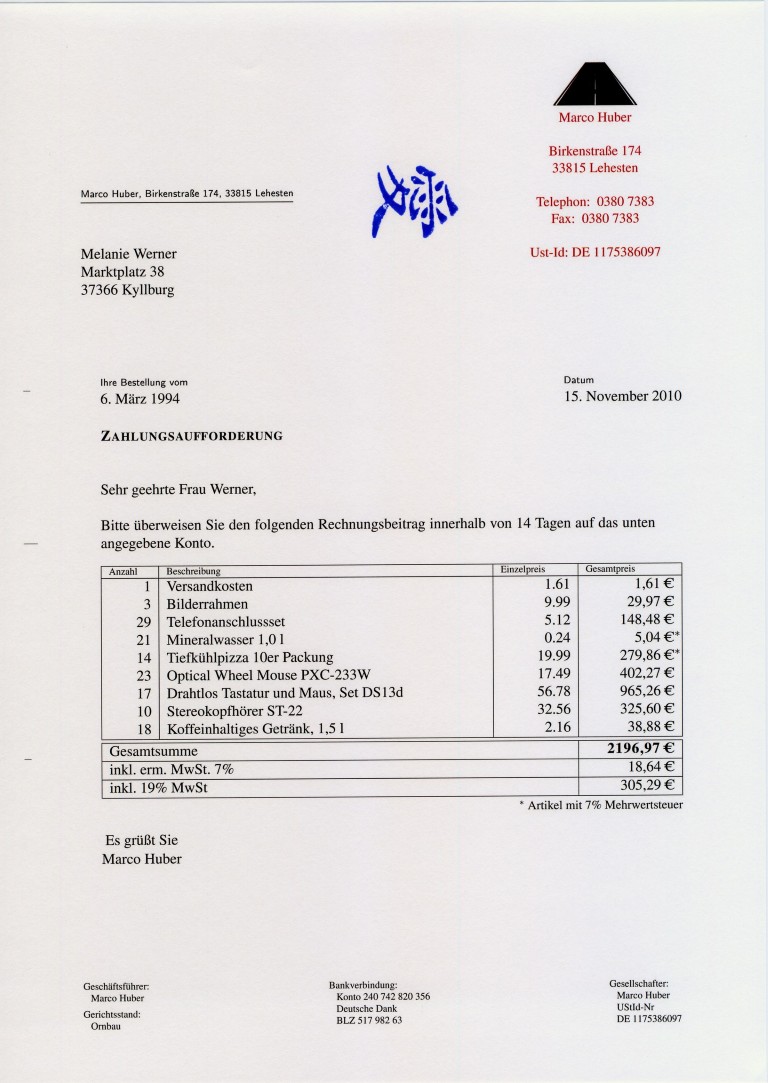 Marco Huber
Birkenstraße 174
33815 Lehesten
Telephon: 0380 7383
Fax: 0380 7383
Ust-Id: DE 1175386097
Marco Huber, Birkenstraße 174, 33815 Lehesten
Melanie Werner
Marktplatz 38
37366 Kyllburg
Ihre Bestellung vom
6. März 1994
Datum
15. November 2010
ZAHLUNGSAUFFORDERUNG
Sehr geehrte Frau Werner,
Bitte überweisen Sie den folgenden Rechnungsbeitrag innerhalb von 14 Tagen auf das unten
angegebene Konto.
Anzahl Beschreibung Einzelpreis Gesamtpreis
1 Versandkosten 1.61 1,61 €
3 Bilderrahmen 9.99 29,97 €
29 Telefonanschlussset 5.12 148,48 €
21 Mineralwasser 1,0 l 0.24 5,04 €*
14 Tiefkühlpizza 10er Packung 19.99 279,86 €*
23 Optical Wheel Mouse PXC-233W 17.49 402,27 €
17 Drahtlos Tastatur und Maus, Set DS13d 56.78 965,26 €
10 Stereokopfhörer ST-22 32.56 325,60 €
18 Koffeinhaltiges Getränk, 1,5 l 2.16 38,88 €
Gesamtsumme 2196,97 €
inkl. erm. MwSt. 7% 18,64 €
inkl. 19% MwSt 305,29 €
* Artikel mit 7% Mehrwertsteuer
Es grüßt Sie
Marco Huber
Geschäftsführer:
Marco Huber
Gerichtsstand:
Ornbau
Bankverbindung:
Konto 240 742 820 356
Deutsche Dank
BLZ 517 982 63
Gesellschafter:
Marco Huber
UStId-Nr
DE 1175386097